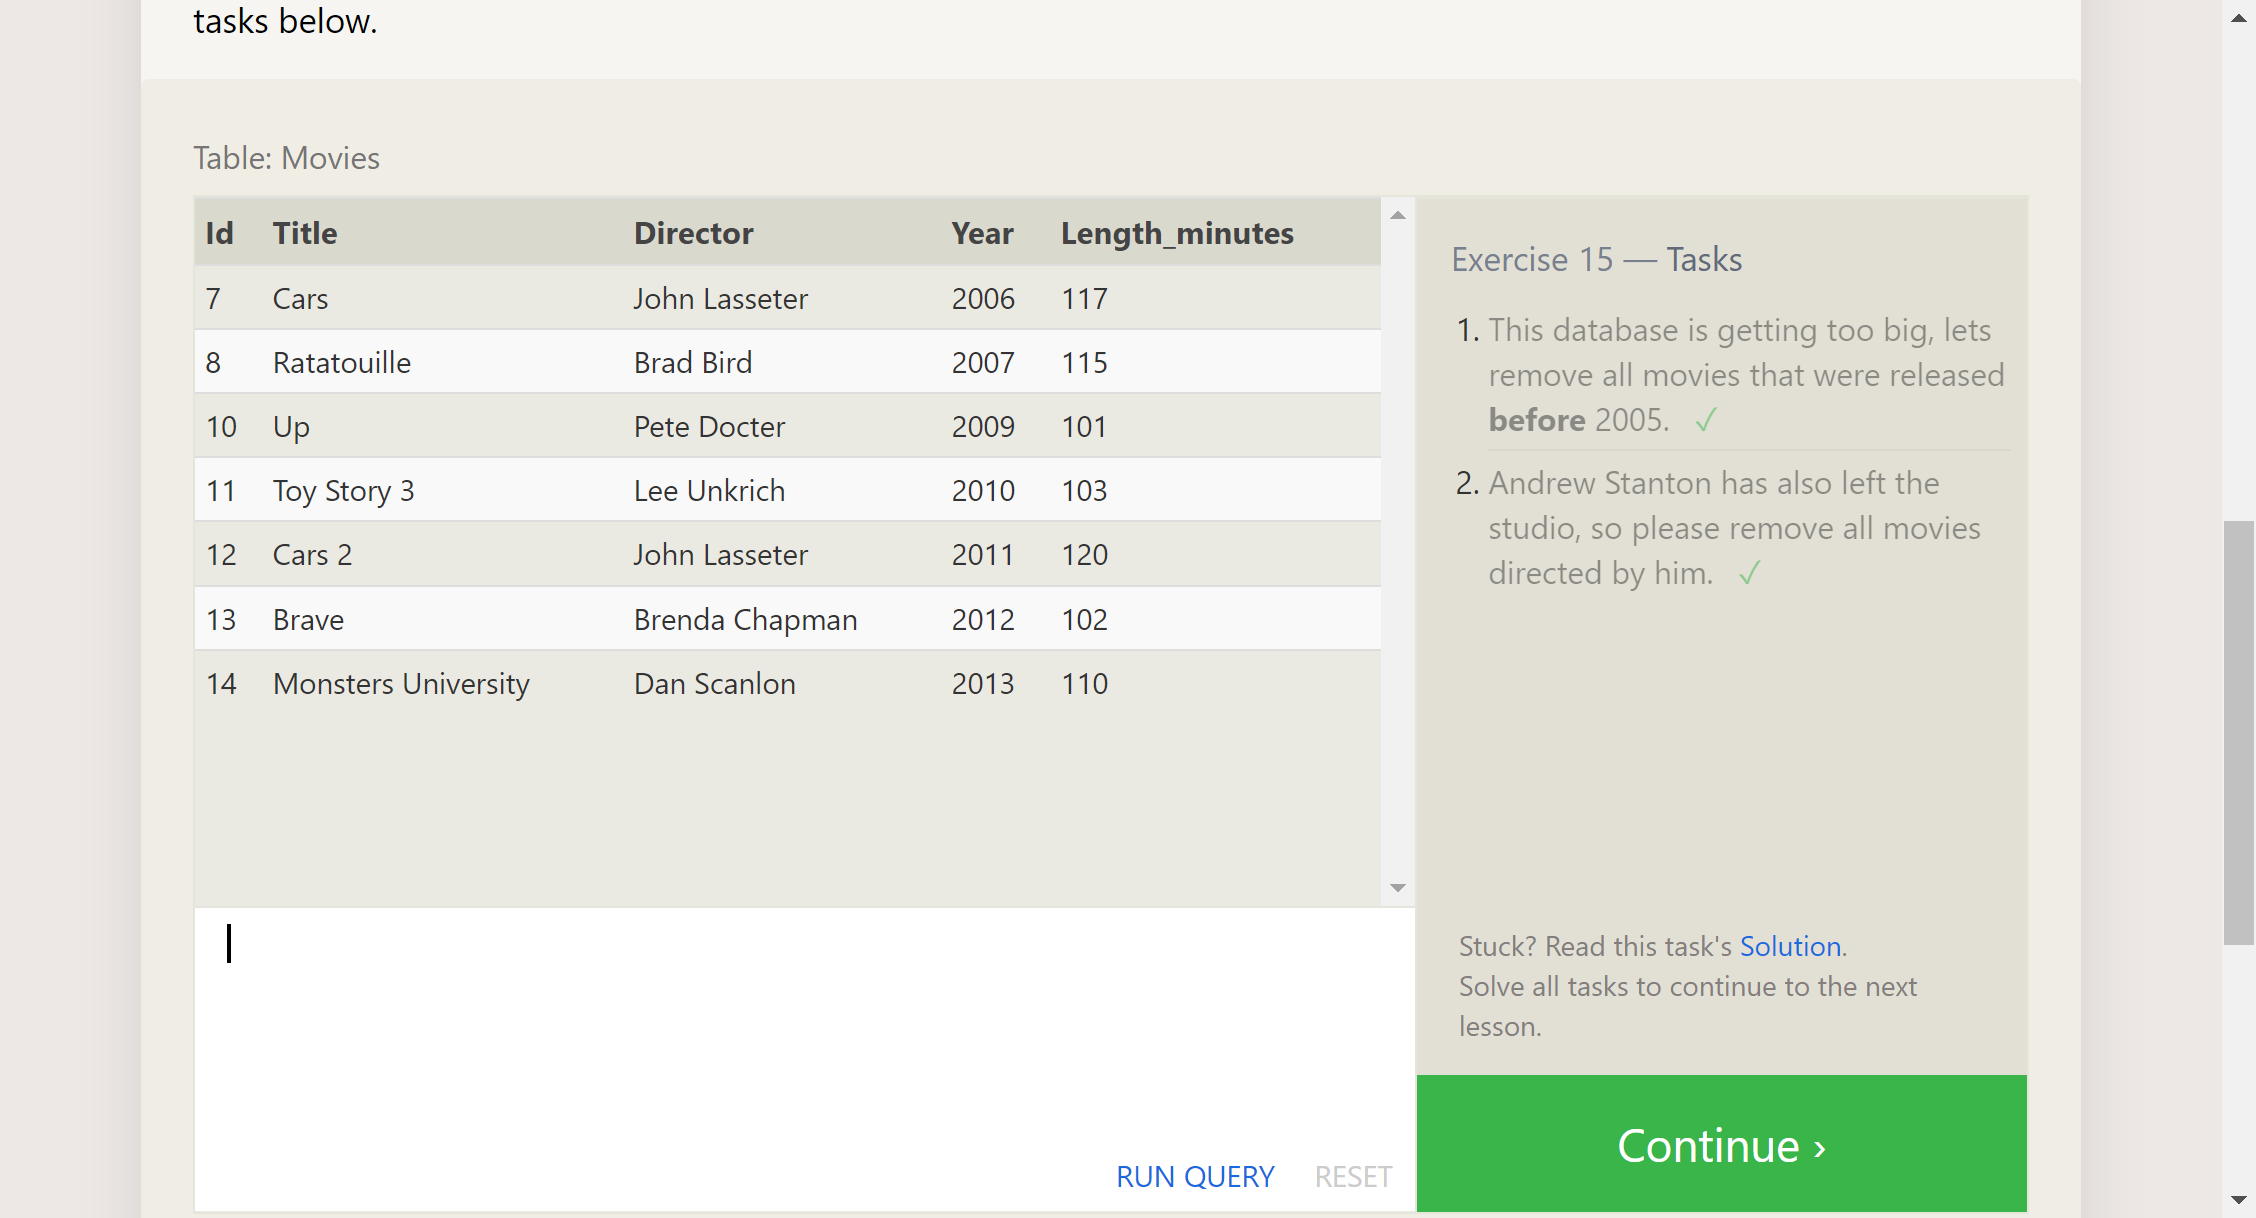 tasks below.
Table: Movies
Id Title Director Year Length_minutes
7 Cars John Lasseter 2006 117
8 Ratatouille Brad Bird 2007 115
10 Up Pete Docter 2009 101
11 Toy Story 3 Lee Unkrich 2010 103
12 Cars 2 John Lasseter 2011 120
13 Brave Brenda Chapman 2012 102
14 Monsters University Dan Scanlon 2013 110
RUN QUERY RESET
Exercise 15 — Tasks
1. This database is getting too big, lets
remove all movies that were released
before 2005. ✓
2. Andrew Stanton has also left the
studio, so please remove all movies
directed by him. ✓
Stuck? Read this task's Solution.
Solve all tasks to continue to the next
lesson.
Continue ›